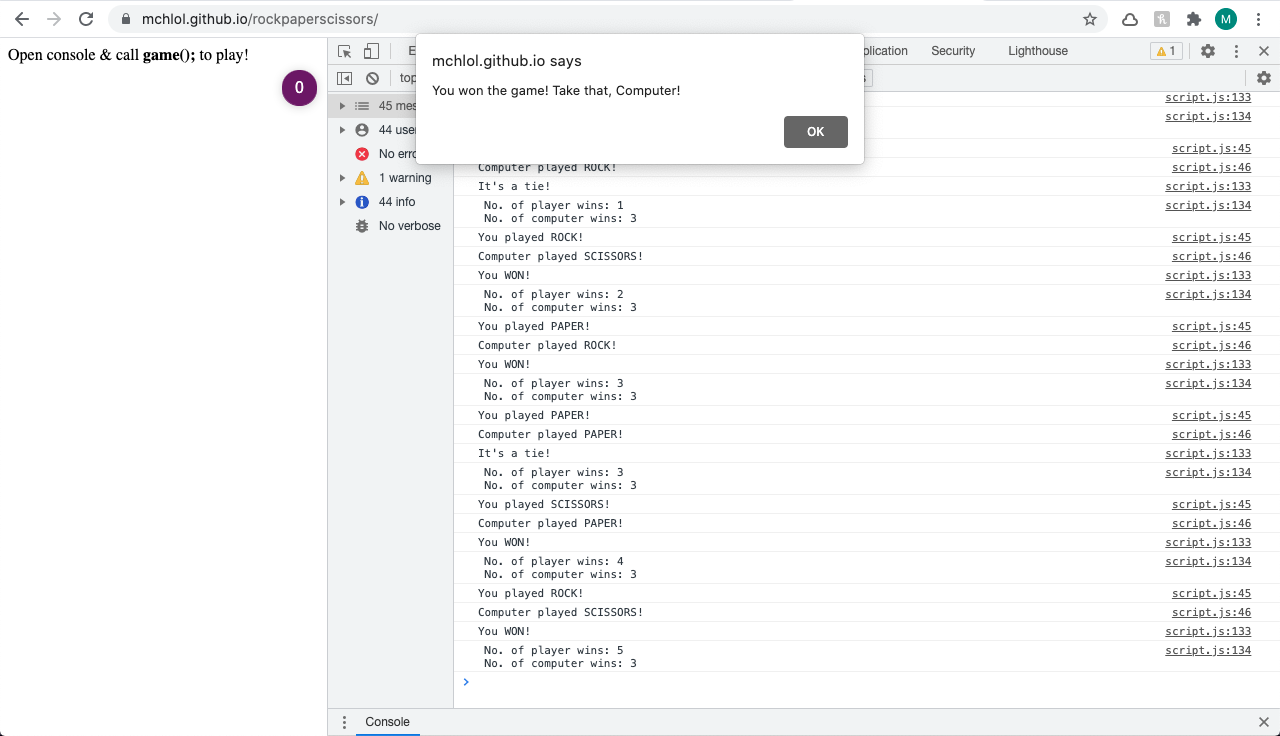 mchlol.github.io/rockpaperscissors/
M
Open console & call game(); to play!
0
Security
Lighthouse
1
mchlol.github.io says
You won the game! Take that, Computer!
OK
top
45 mes
44 user
No erro
1 warning
44 info
No verbose
script.js:133
script.js:134
script.js:45
Computer played ROCK! script.js:46
It's a tie! script.js:133
No. of player wins: 1 script.js:134
No. of computer wins: 3
You played ROCK! script.js:45
Computer played SCISSORS! script.js:46
You WON! script.js:133
No. of player wins: 2 script.js:134
No. of computer wins: 3
You played PAPER! script.js:45
Computer played ROCK! script.js:46
You WON! script.js:133
No. of player wins: 3 script.js:134
No. of computer wins: 3
You played PAPER! script.js:45
Computer played PAPER! script.js:46
It's a tie! script.js:133
No. of player wins: 3 script.js:134
No. of computer wins: 3
You played SCISSORS! script.js:45
Computer played PAPER! script.js:46
You WON! script.js:133
No. of player wins: 4 script.js:134
No. of computer wins: 3
You played ROCK! script.js:45
Computer played SCISSORS! script.js:46
You WON! script.js:133
No. of player wins: 5 script.js:134
No. of computer wins: 3
Console